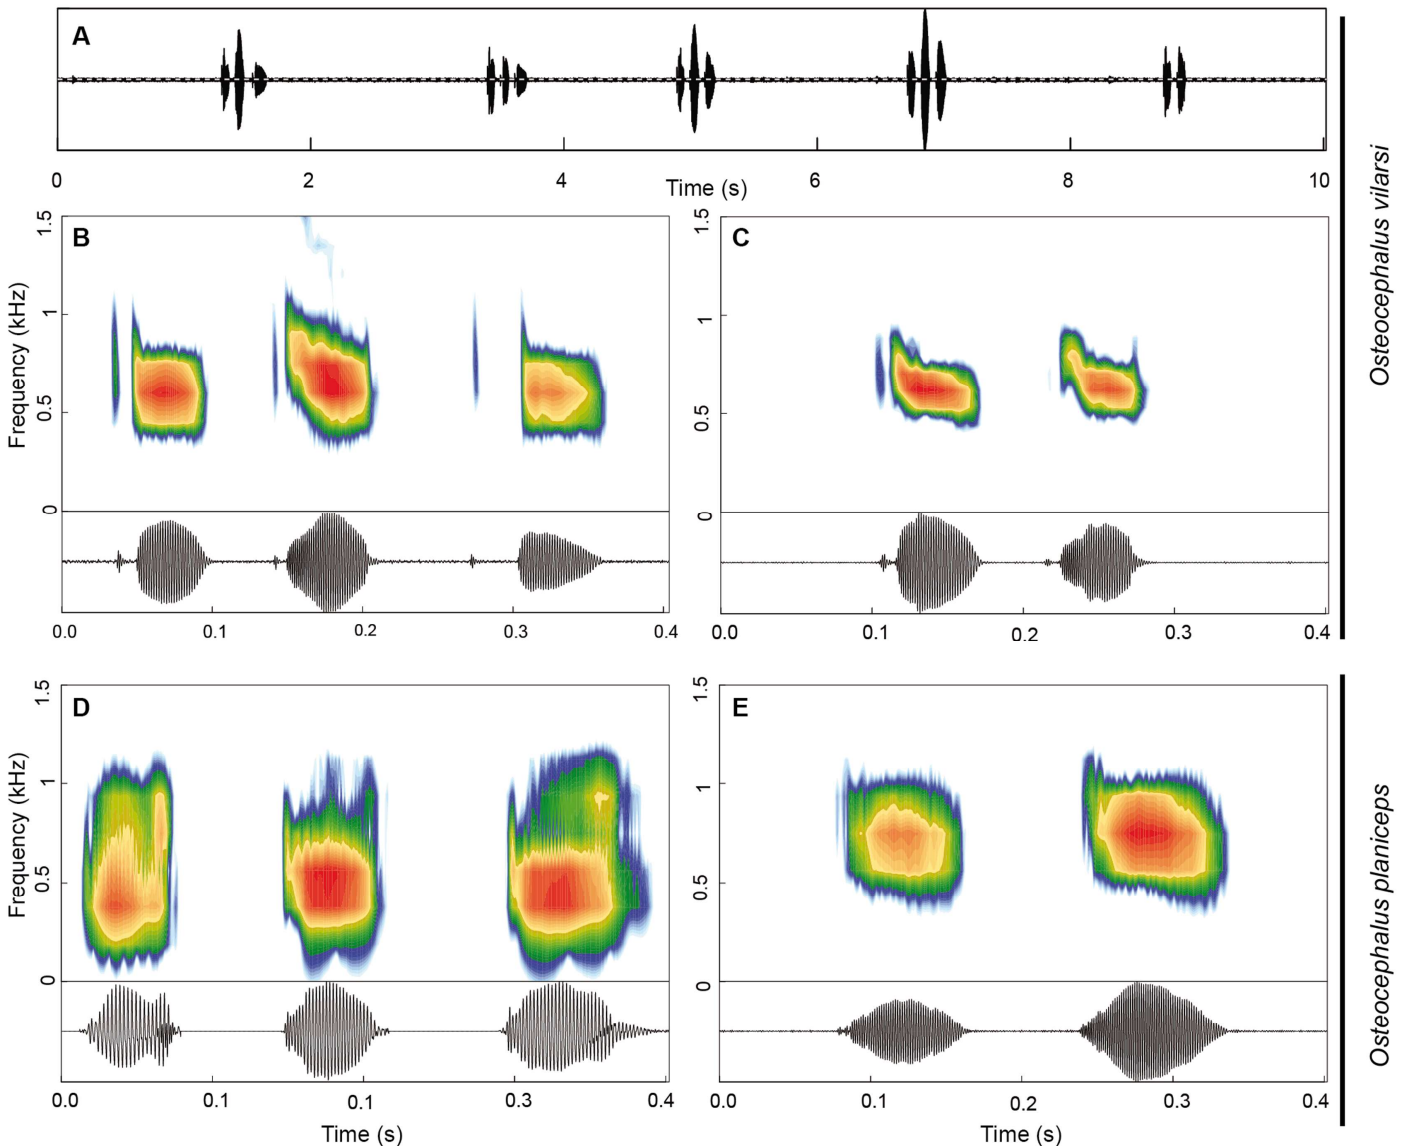 A
0 2 4 6 8 10
Time (s)
Osteocephalus vilarsi
B
1.5
1
0.5
0
Frequency (kHz)
0.0 0.1 0.2 0.3 0.4
C
1.5
1
0.5
0
0.0 0.1 0.2 0.3 0.4
D
1.5
1
0.5
0
Frequency (kHz)
0.0 0.1 0.1 0.3 0.4
Time (s)
E
1.5
1
0.5
0
0.0 0.1 0.2 0.3 0.4
Time (s)
Osteocephalus planiceps